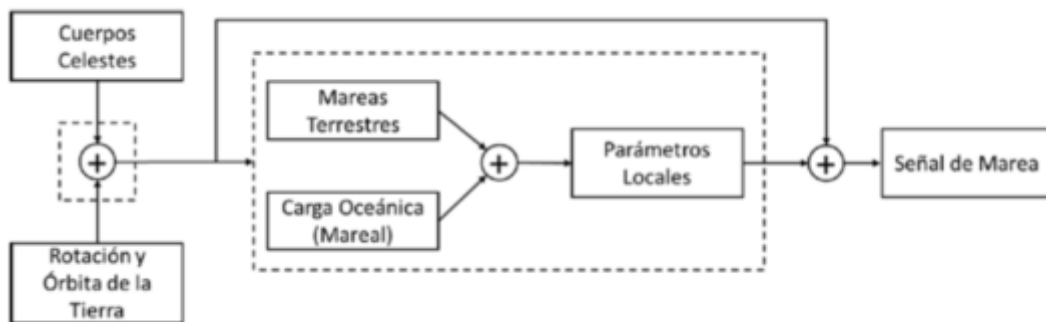 Cuerpos
Celestes
Rotación y
Órbita de la
Tierra
Mareas
Terrestres
Carga Oceánica
(Mareal)
Parámetros
Locales
Señal de Marea